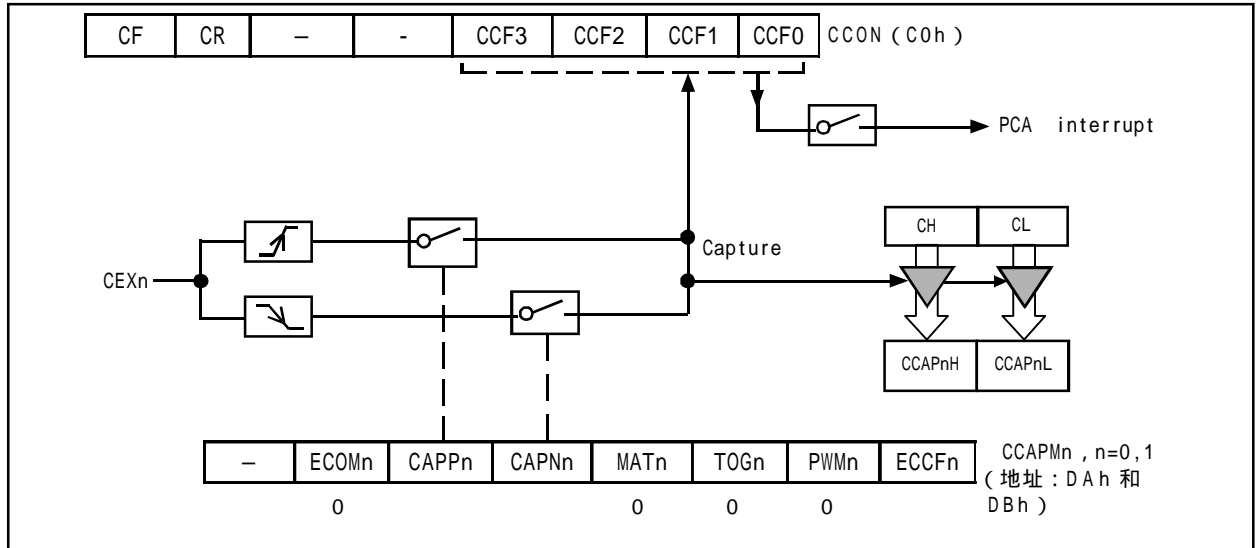 CF CR – - CCF3 CCF2 CCF1 CCF0 CCON (C0h)
PCA interrupt
CH CL
Capture
CEXn
CCAPnH CCAPnL
– ECOMn CAPPn CAPNn MATn TOGn PWMn ECCFn CCAPMn , n=0,1
(地址:DAh 和
0 0 0 0 DBh)